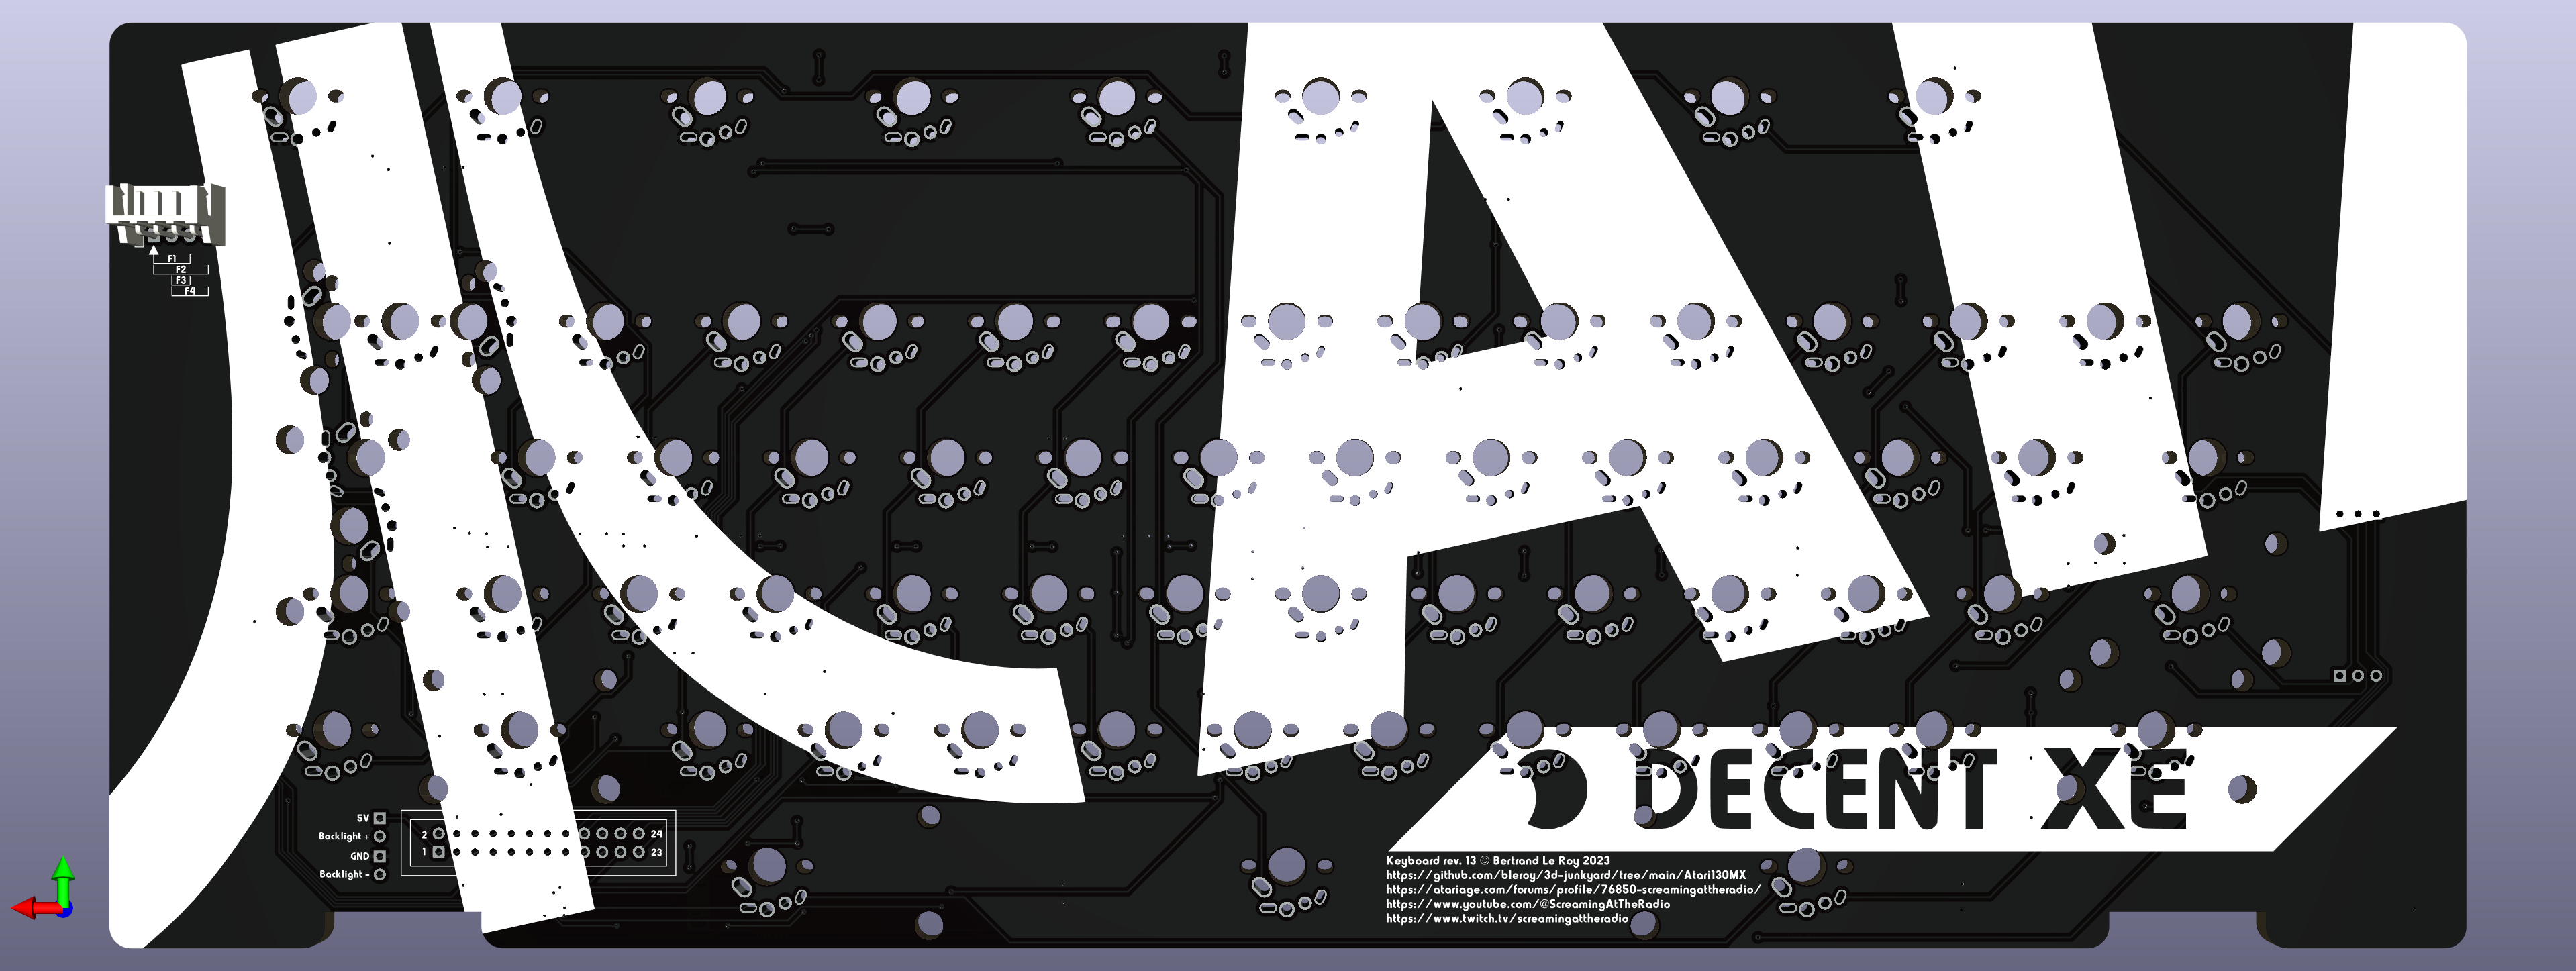 F1
F2
F3
F4
5V
Backlight +
GND
Backlight -
2 24
1 23
DECENT XE
Keyboard rev. 13 © Bertrand Le Roy 2023
https://github.com/bleroy/3d-junkyard/tree/main/Atari130MX
https://atariage.com/forums/profile/76850-screamingattheradio/
https://www.youtube.com/@ScreamingAtTheRadio
https://www.twitch.tv/screamingattheradio